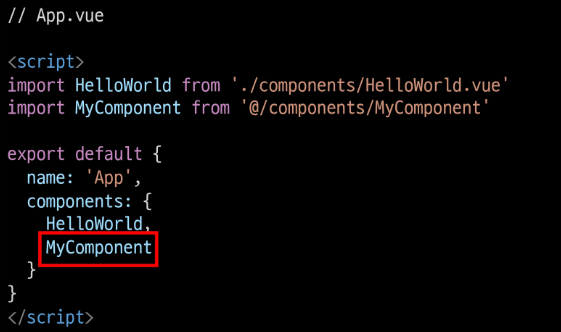 // App.vue
<script>
import HelloWorld from './components/HelloWorld.vue'
import MyComponent from '@/components/MyComponent'
export default {
name: 'App',
components: {
HelloWorld,
MyComponent
}
}
</script>